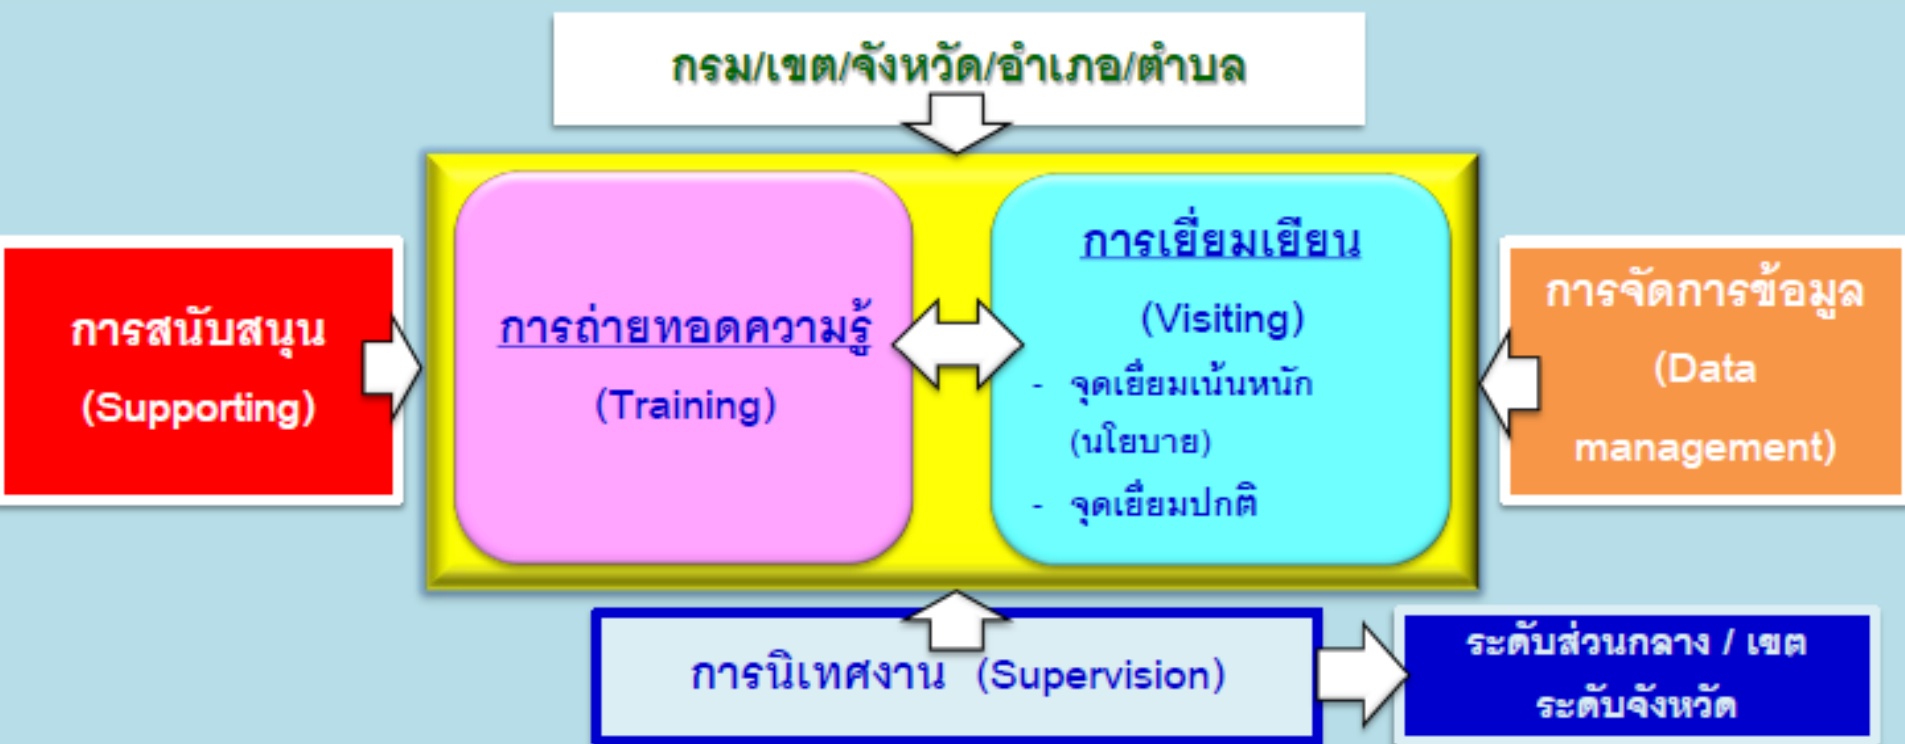 กรม/เขต/จังหวัด/อำเภอ/ตำบล
การสนับสนุน
(Supporting)
การถ่ายทอดความรู้
(Training)
การเยี่ยมเยียน
(Visiting)
- จุดเยี่ยมเน้นหนัก
(นโยบาย)
- จุดเยี่ยมปกติ
การจัดการข้อมูล
(Data
management)
การนิเทศงาน (Supervision)
ระดับส่วนกลาง / เขต
ระดับจังหวัด